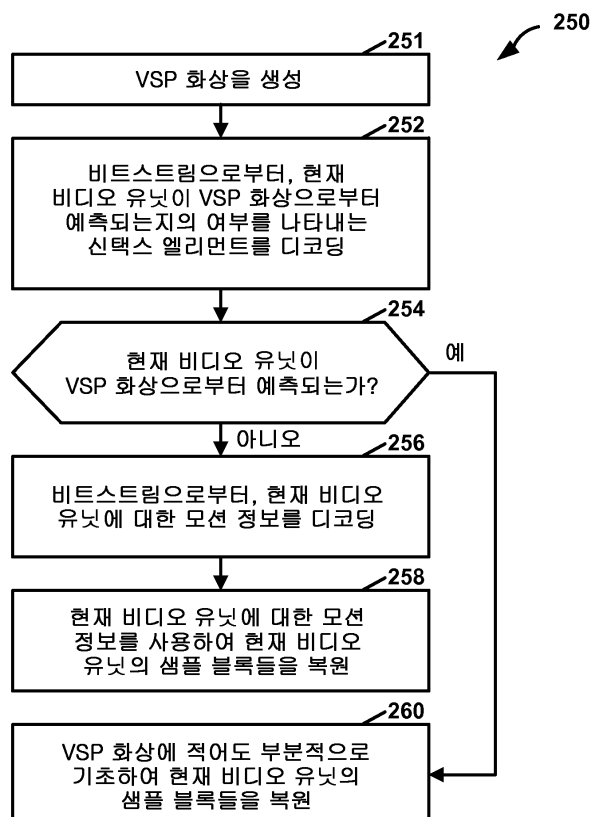 250
251
VSP 화상을 생성
252
비트스트림으로부터, 현재
비디오 유닛이 VSP 화상으로부터
예측되는지의 여부를 나타내는
신택스 엘리먼트를 디코딩
254
현재 비디오 유닛이
VSP 화상으로부터 예측되는가?
예
아니오
256
비트스트림으로부터, 현재 비디오
유닛에 대한 모션 정보를 디코딩
258
현재 비디오 유닛에 대한 모션
정보를 사용하여 현재 비디오
유닛의 샘플 블록들을 복원
260
VSP 화상에 적어도 부분적으로
기초하여 현재 비디오 유닛의
샘플 블록들을 복원